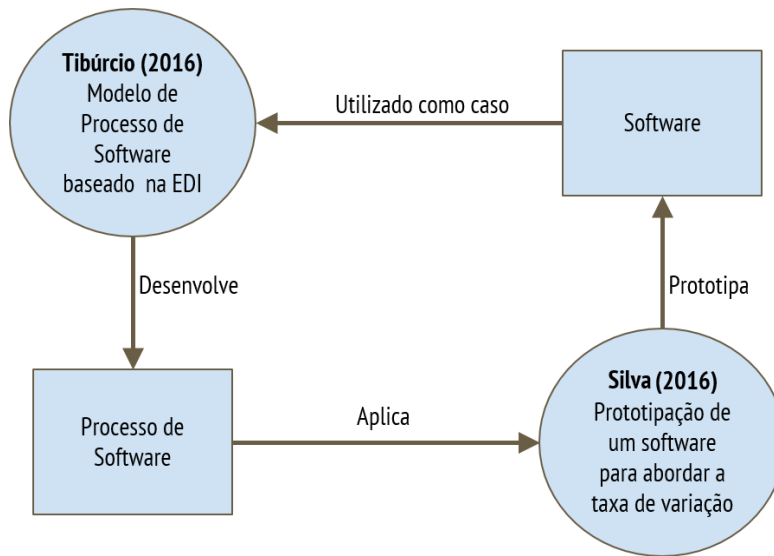 Tibúrcio (2016)
Modelo de
Processo de
Software
baseado na EDI
Utilizado como caso
Software
Desenvolve
Prototipa
Processo de
Software
Aplica
Silva (2016)
Prototipação de
um software
para abordar a
taxa de variação